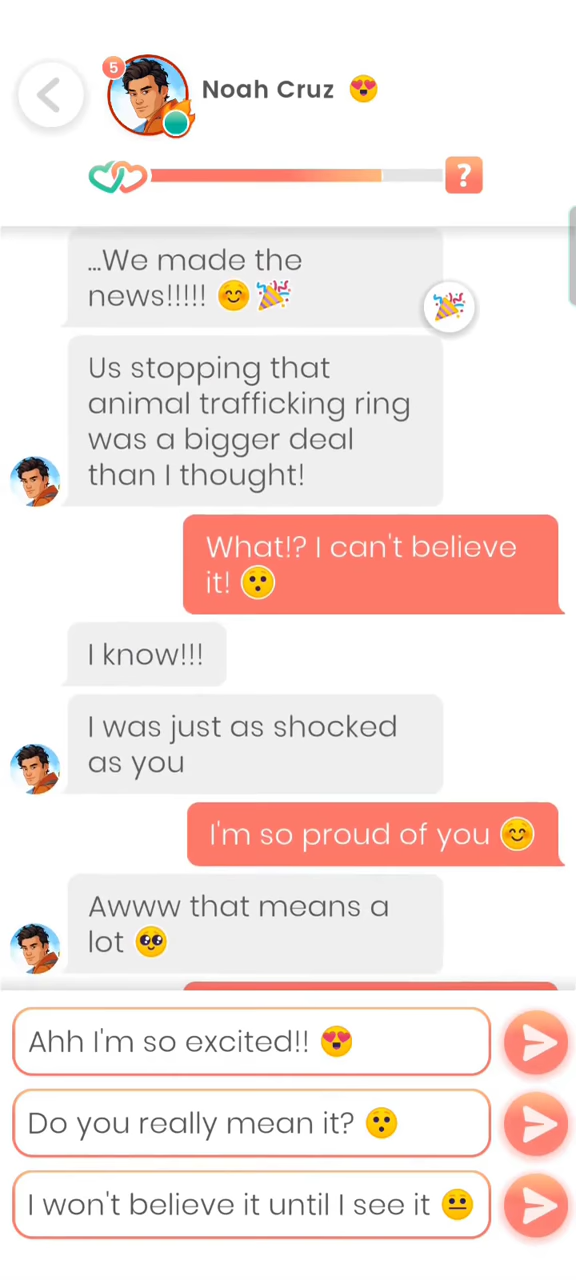 5
Noah Cruz 😍
?
...We made the
news!!!!! 😊🎉
🎉
Us stopping that
animal trafficking ring
was a bigger deal
than I thought!
What!? I can't believe
it! 😯
I know!!!
I was just as shocked
as you
I'm so proud of you 😊
Awww that means a
lot 🥺
Ahh I'm so excited!! 😍
Do you really mean it? 😯
I won't believe it until I see it 😐